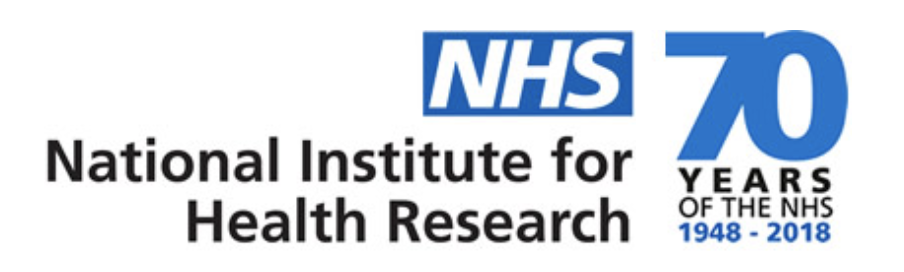 NHS
National Institute for
Health Research
70
YEARS
OF THE NHS
1948 - 2018